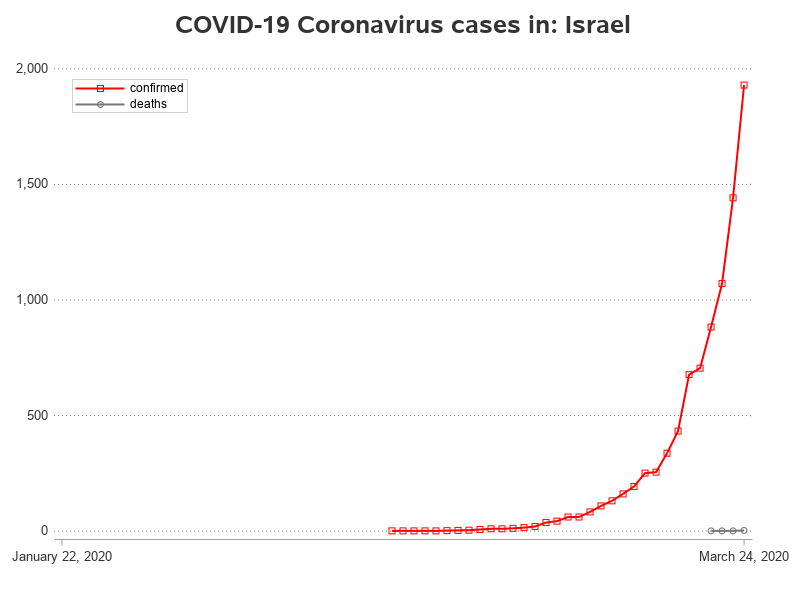 COVID-19 Coronavirus cases in: Israel
2,000
confirmed
deaths
1,500
1,000
500
0
January 22, 2020
March 24, 2020